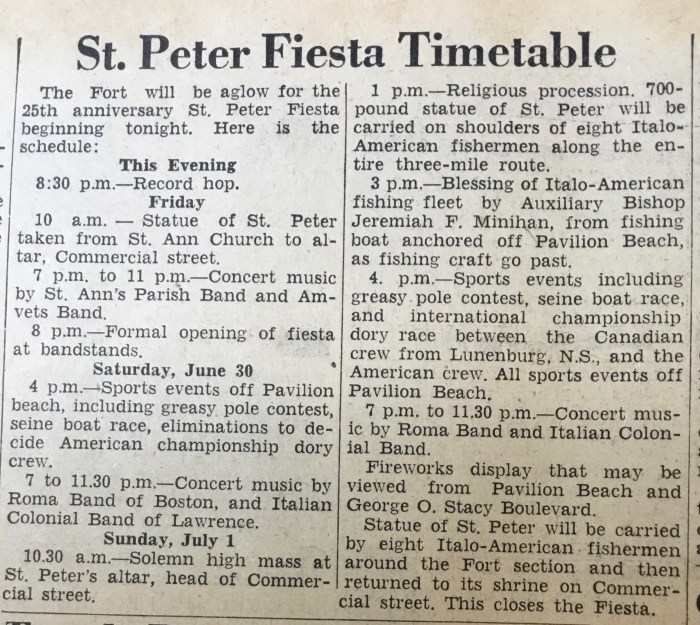 St. Peter Fiesta Timetable
The Fort will be aglow for the
25th anniversary St. Peter Fiesta
beginning tonight. Here is the
schedule:
This Evening
8:30 p.m.—Record hop.
Friday
10 a.m. — Statue of St. Peter
taken from St. Ann Church to al-
tar, Commercial street.
7 p.m. to 11 p.m.—Concert music
by St. Ann's Parish Band and Am-
vets Band.
8 p.m.—Formal opening of fiesta
at bandstands.
Saturday, June 30
4 p.m.—Sports events off Pavilion
beach, including greasy pole contest,
seine boat race, eliminations to de-
cide American championship dory
crew.
7 to 11.30 p.m.—Concert music by
Roma Band of Boston, and Italian
Colonial Band of Lawrence.
Sunday, July 1
10.30 a.m.—Solemn high mass at
St. Peter's altar, head of Commer-
cial street.
1 p.m.—Religious procession. 700-
pound statue of St. Peter will be
carried on shoulders of eight Italo-
American fishermen along the en-
tire three-mile route.
3 p.m.—Blessing of Italo-American
fishing fleet by Auxiliary Bishop
Jeremiah F. Minihan, from fishing
boat anchored off Pavilion Beach,
as fishing craft go past.
4. p.m.—Sports events including
greasy pole contest, seine boat race,
and international championship
dory race between the Canadian
crew from Lunenburg, N.S., and the
American crew. All sports events off
Pavilion Beach.
7 p.m. to 11.30 p.m.—Concert mus-
ic by Roma Band and Italian Colon-
ial Band.
Fireworks display that may be
viewed from Pavilion Beach and
George O. Stacy Boulevard.
Statue of St. Peter will be carried
by eight Italo-American fishermen
around the Fort section and then
returned to its shrine on Commer-
cial street. This closes the Fiesta.